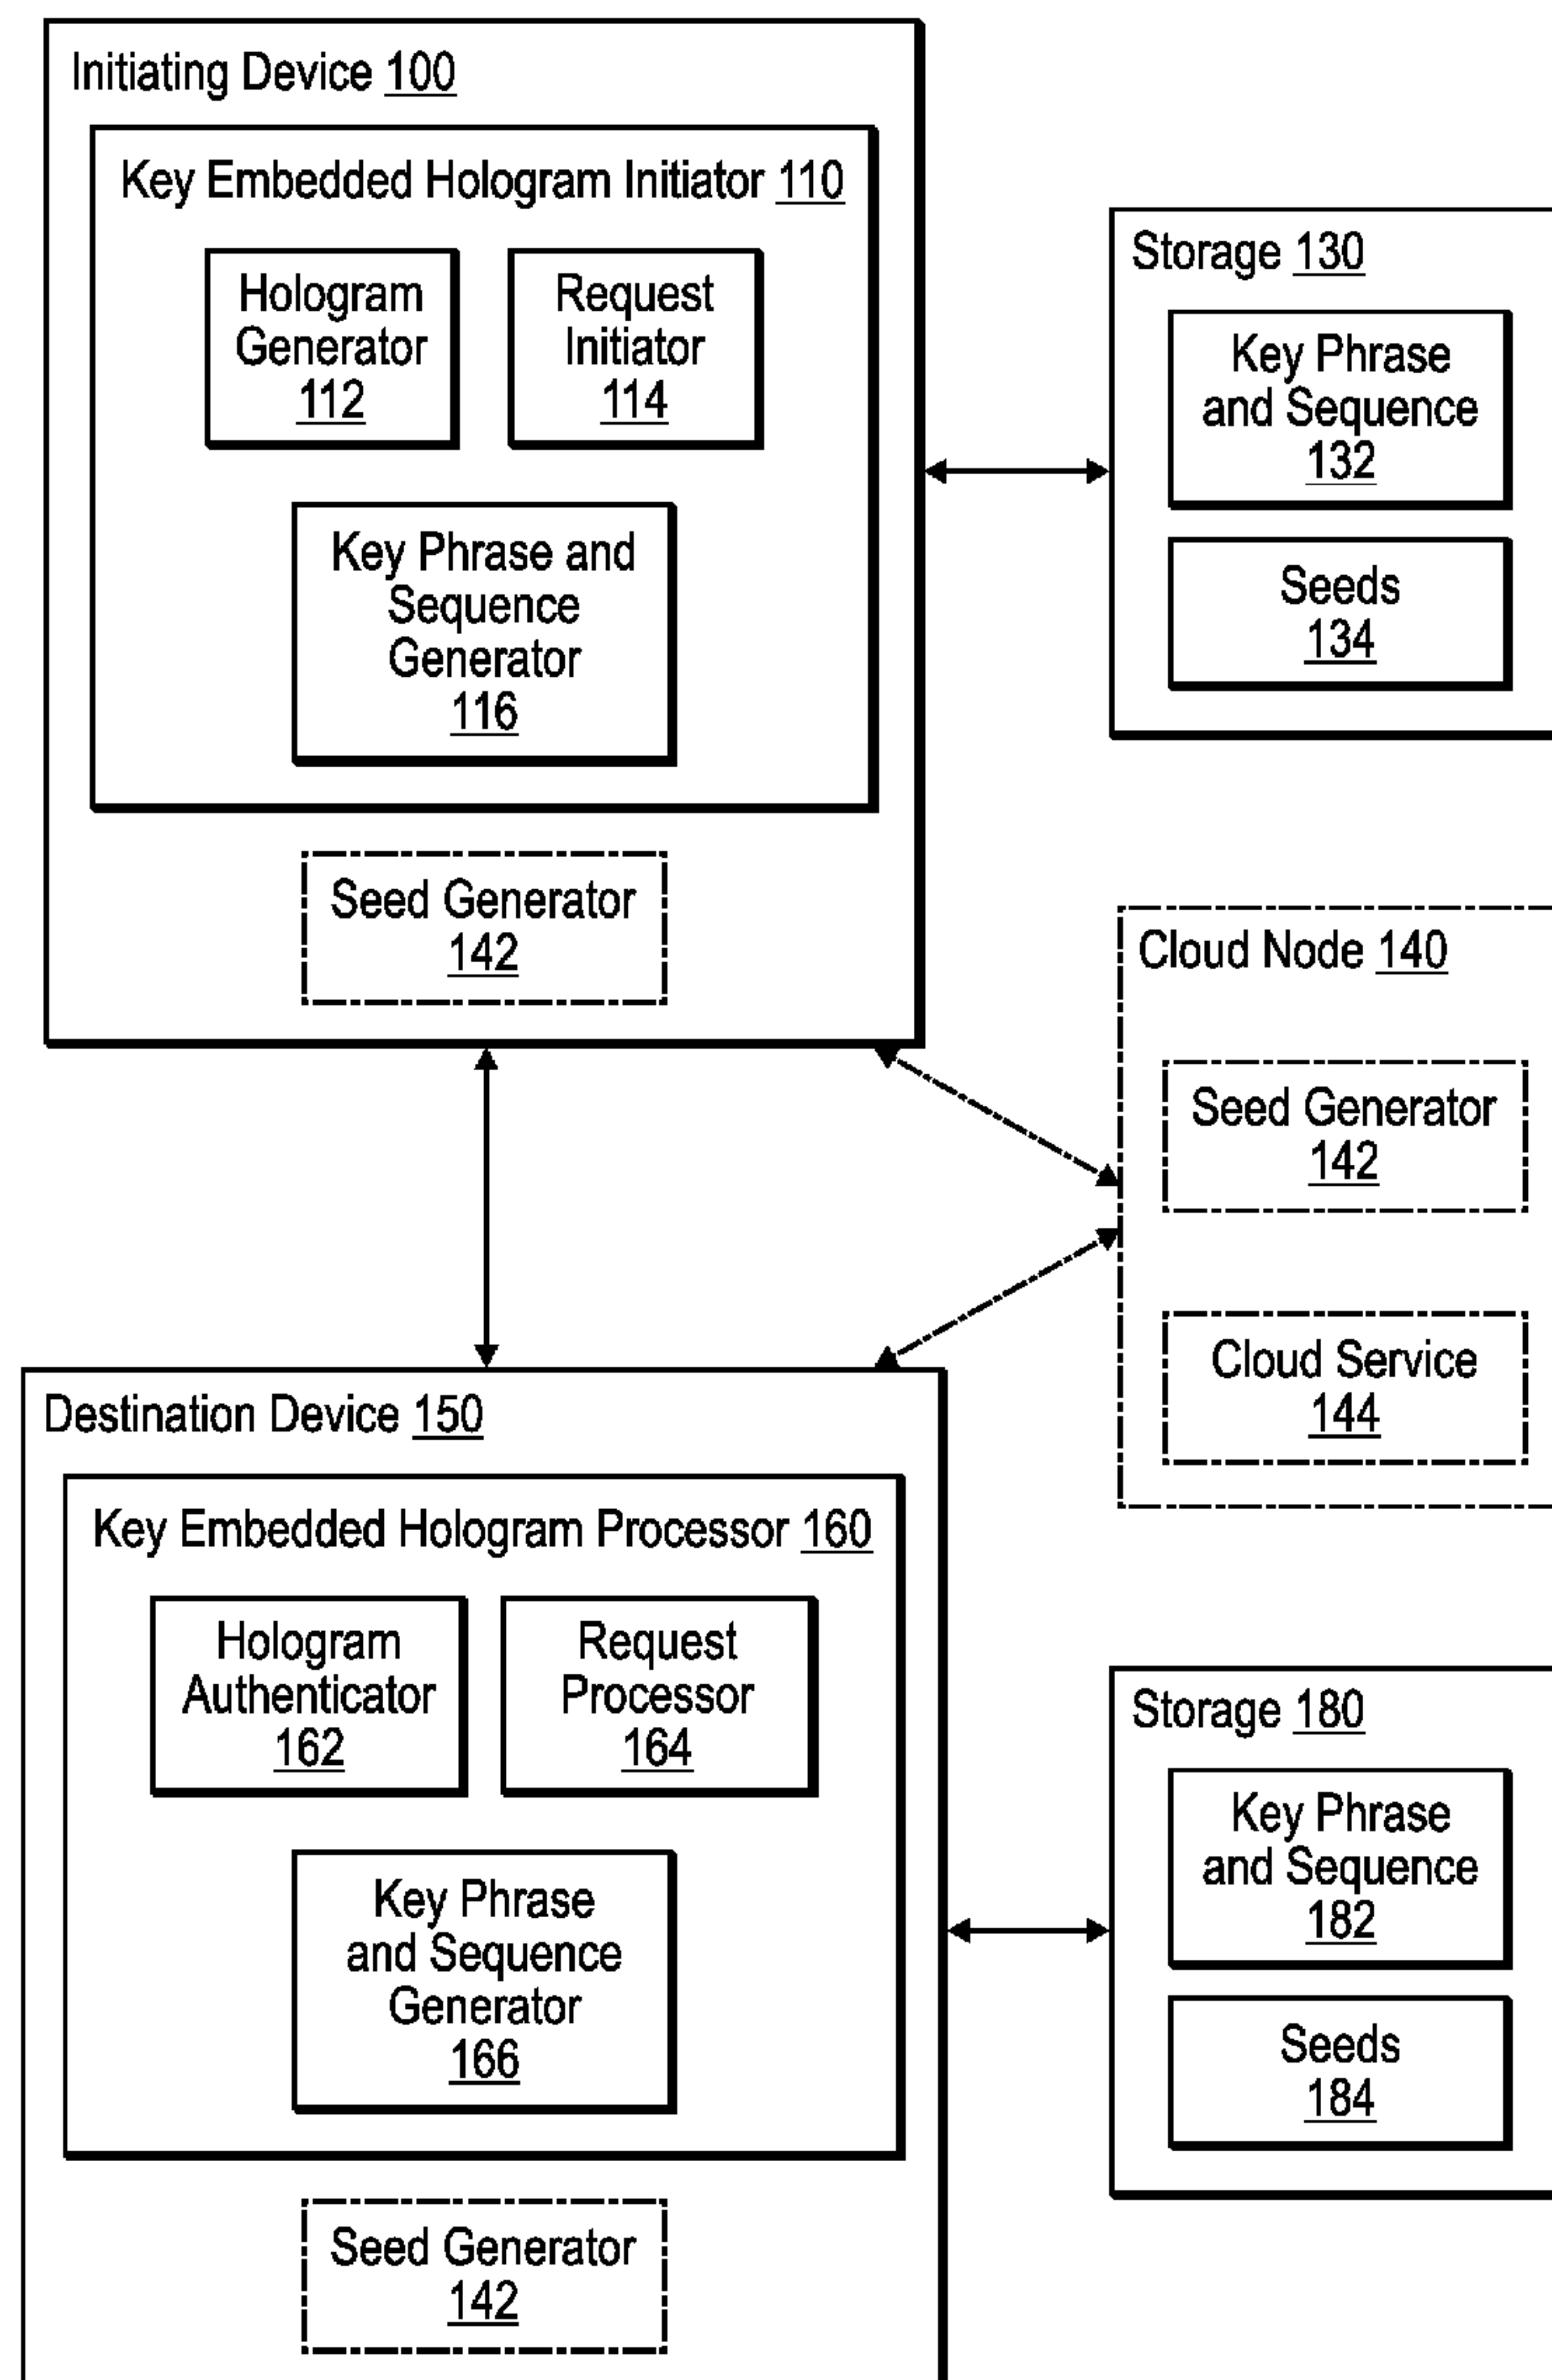 Initiating Device 100
Key Embedded Hologram Initiator 110
Hologram
Generator
112
Request
Initiator
114
Key Phrase and
Sequence
Generator
116
Seed Generator
142
Storage 130
Key Phrase
and Sequence
132
Seeds
134
Cloud Node 140
Seed Generator
142
Cloud Service
144
Destination Device 150
Key Embedded Hologram Processor 160
Hologram
Authenticator
162
Request
Processor
164
Key Phrase
and Sequence
Generator
166
Seed Generator
142
Storage 180
Key Phrase
and Sequence
182
Seeds
184